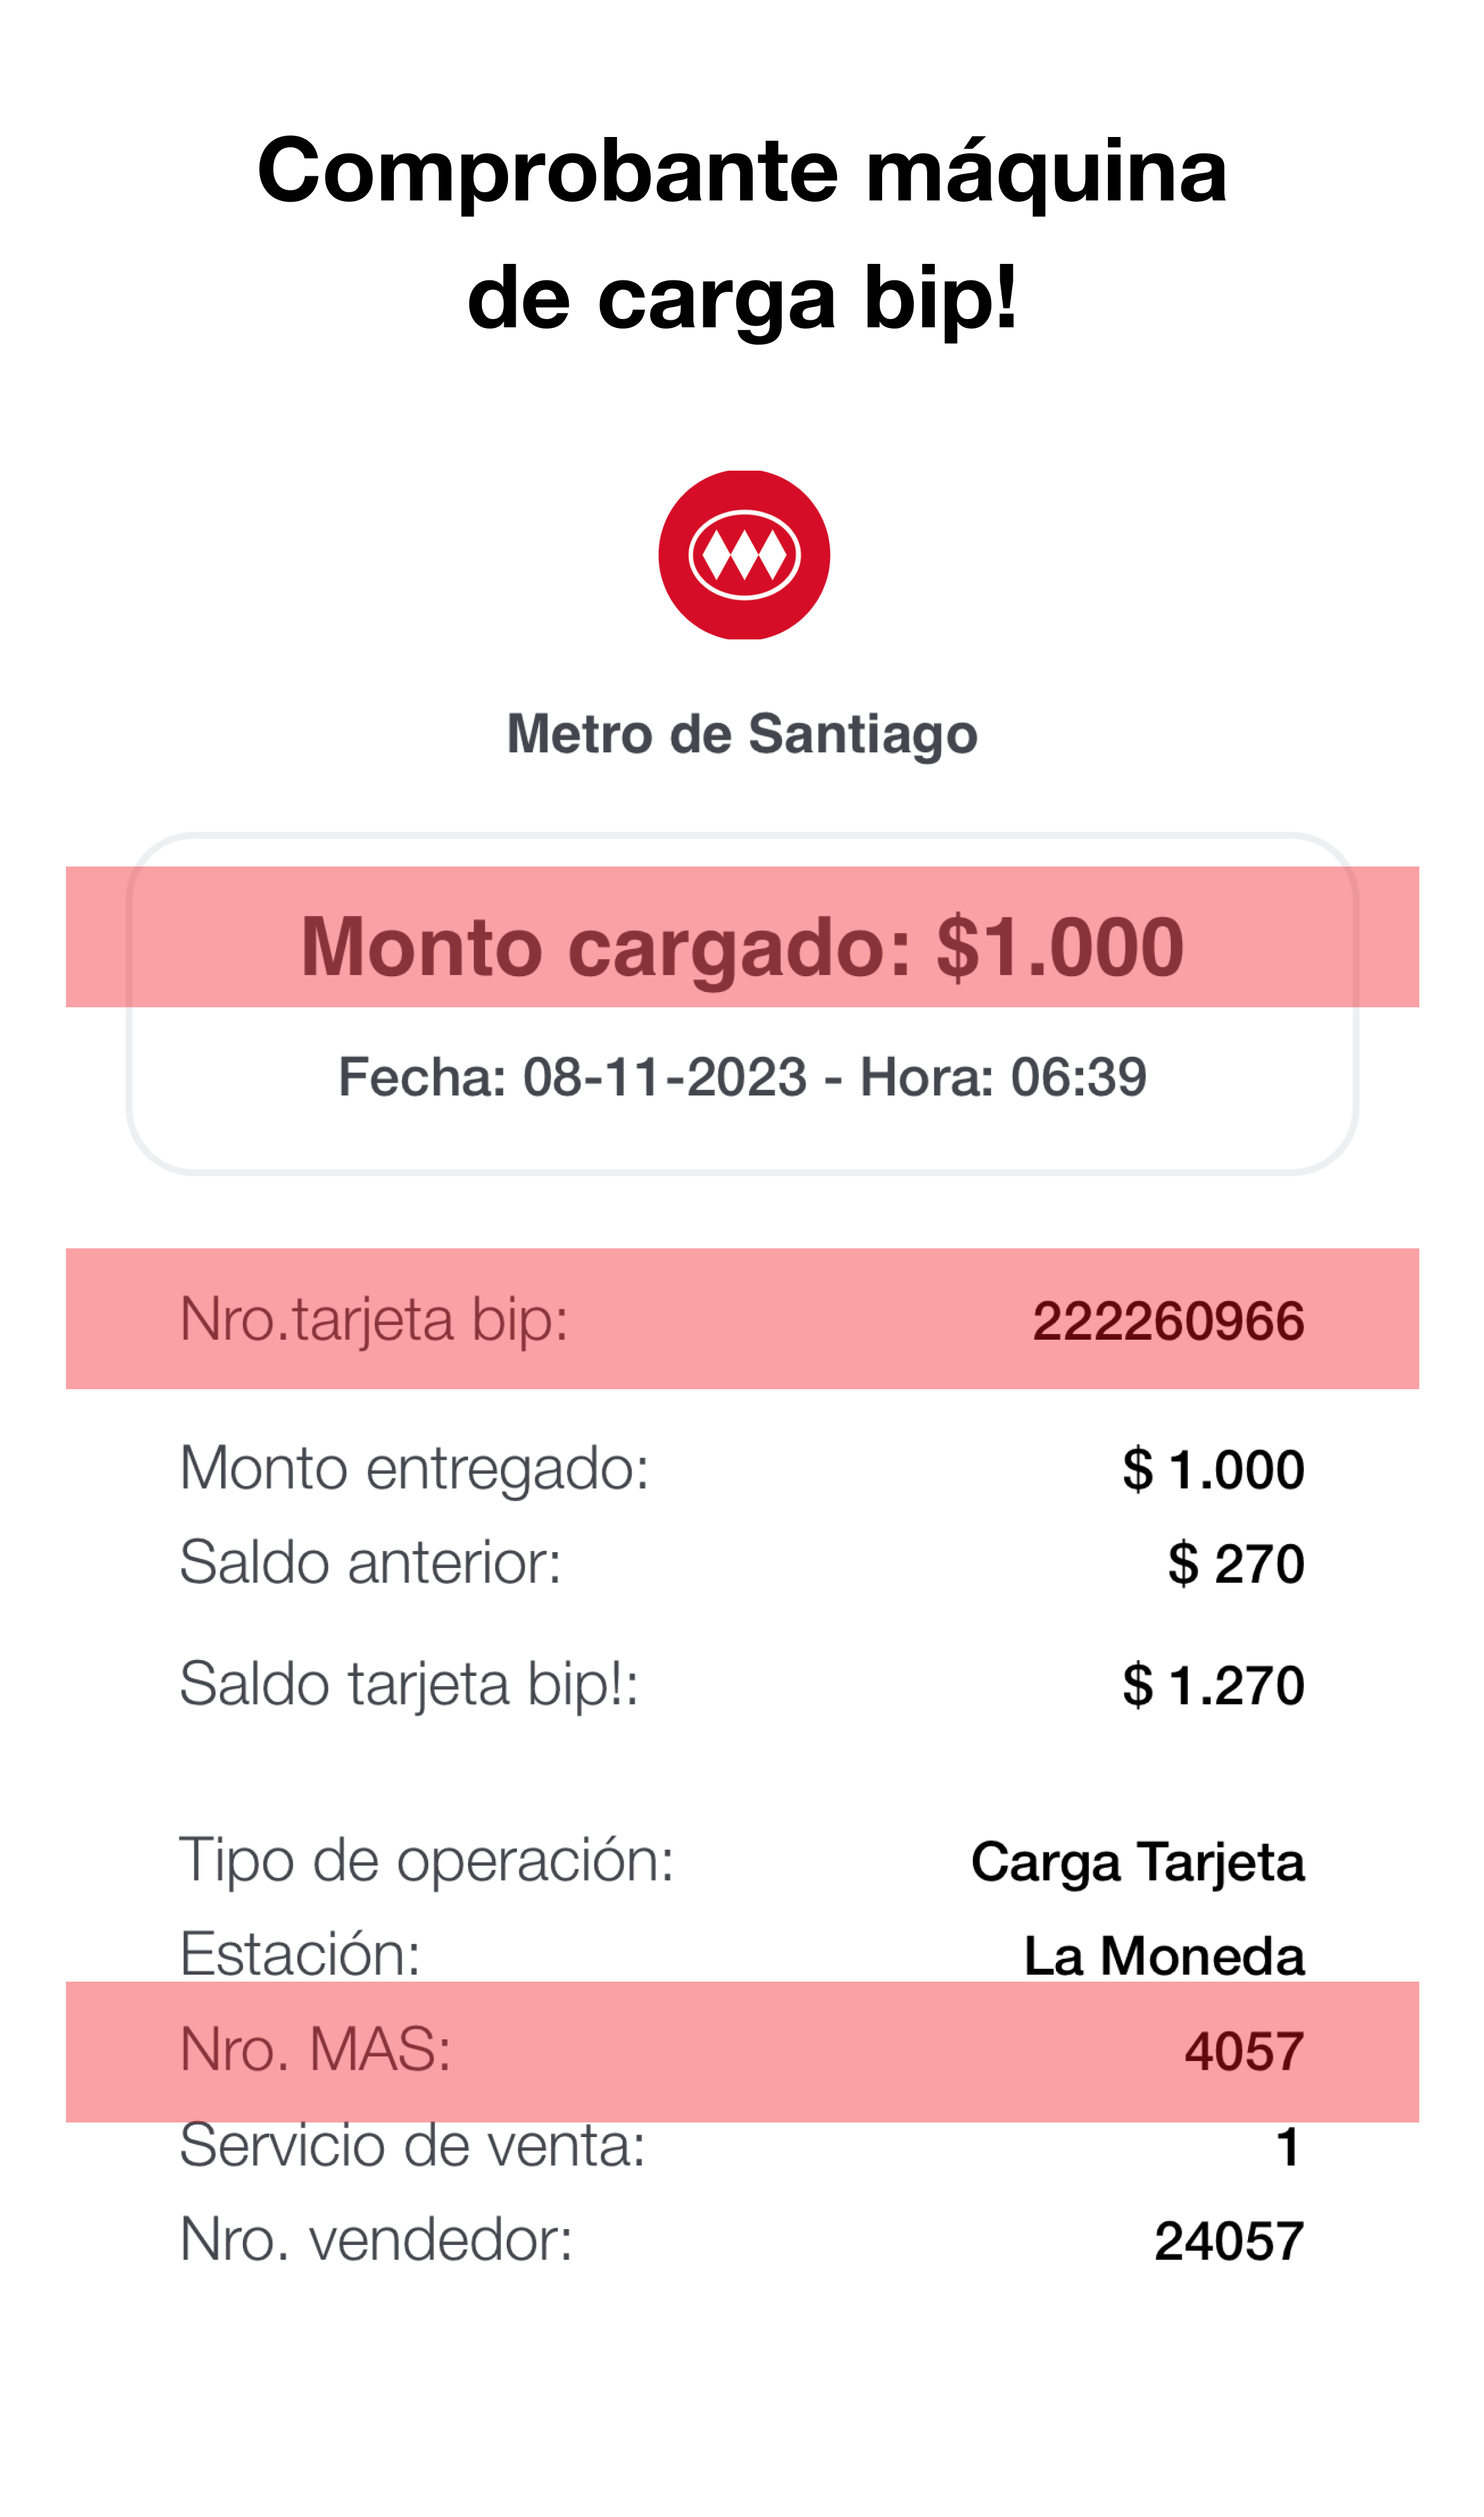 Comprobante máquina
de carga bip!
Metro de Santiago
Monto cargado: $1.000
Fecha: 08-11-2023 - Hora: 06:39
Nro.tarjeta bip: 222260966
Monto entregado: $ 1.000
Saldo anterior: $ 270
Saldo tarjeta bip!: $ 1.270
Tipo de operación: Carga Tarjeta
Estación: La Moneda
Nro. MAS: 4057
Servicio de venta: 1
Nro. vendedor: 24057